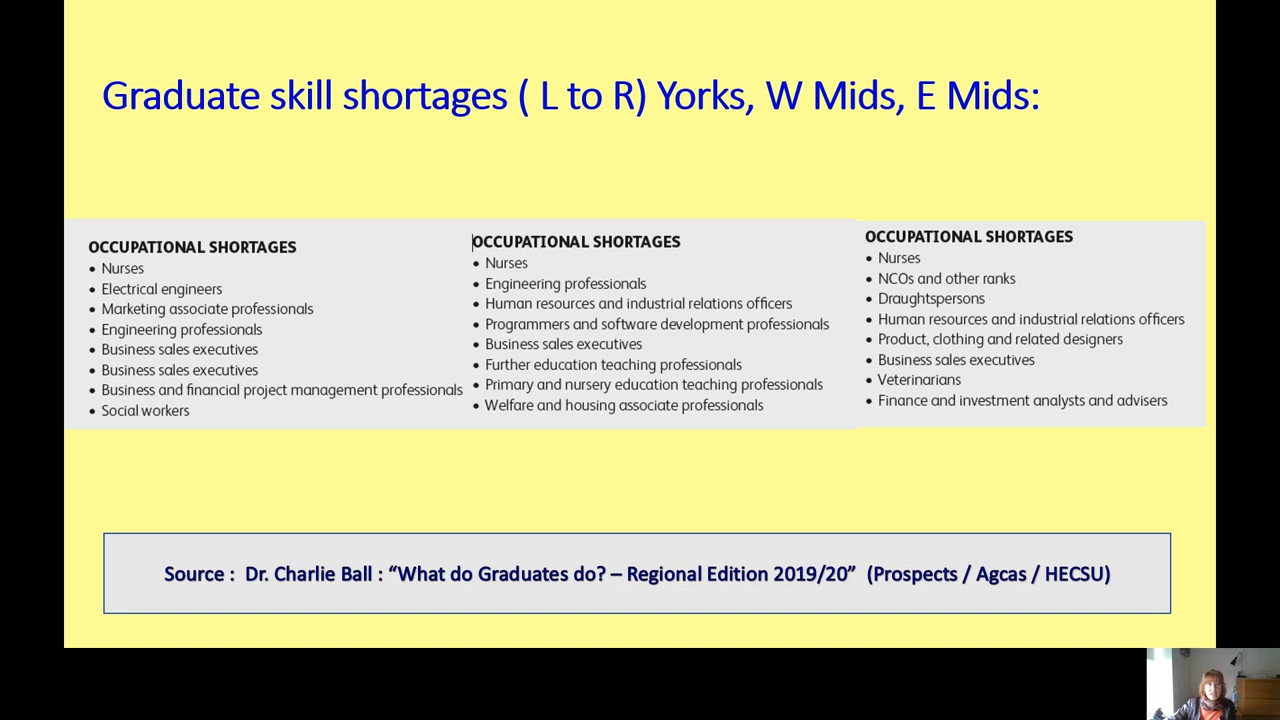 Graduate skill shortages ( L to R) Yorks, W Mids, E Mids:
OCCUPATIONAL SHORTAGES
• Nurses
• Electrical engineers
• Marketing associate professionals
• Engineering professionals
• Business sales executives
• Business sales executives
• Business and financial project management professionals
• Social workers
OCCUPATIONAL SHORTAGES
• Nurses
• Engineering professionals
• Human resources and industrial relations officers
• Programmers and software development professionals
• Business sales executives
• Further education teaching professionals
• Primary and nursery education teaching professionals
• Welfare and housing associate professionals
OCCUPATIONAL SHORTAGES
• Nurses
• NCOs and other ranks
• Draughtspersons
• Human resources and industrial relations officers
• Product, clothing and related designers
• Business sales executives
• Veterinarians
• Finance and investment analysts and advisers
Source : Dr. Charlie Ball : “What do Graduates do? – Regional Edition 2019/20” (Prospects / Agcas / HECSU)